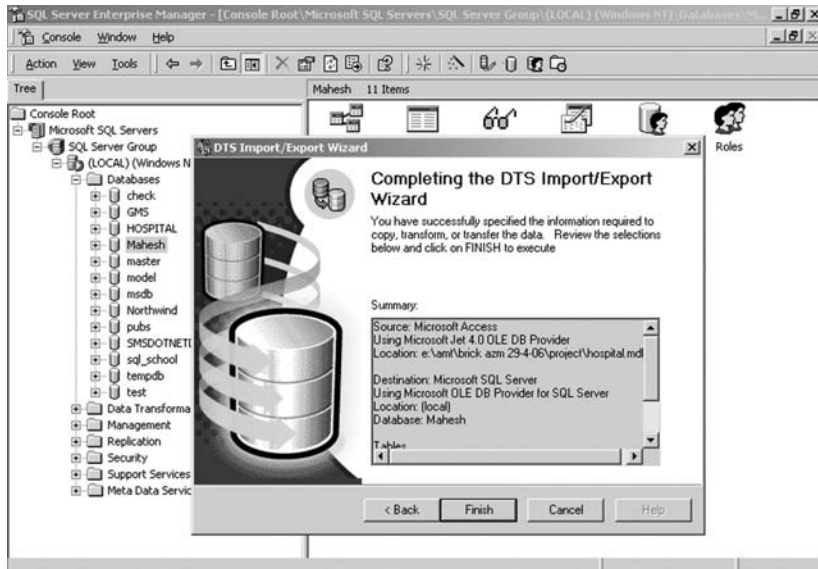 SQL Server Enterprise Manager - [Console Root\Microsoft SQL Servers\SQL Server Group\(LOCAL) (Windows NT)\Databases\M...
Console Window Help
Action View Tools
Tree
Mahesh 11 Items
Console Root
Microsoft SQL Servers
SQL Server Group
(LOCAL) (Windows N
Databases
check
GMS
HOSPITAL
Mahesh
master
model
msdb
Northwind
pubs
SMSDOTNETI
sql_school
tempdb
test
Data Transforma
Management
Replication
Security
Support Services
Meta Data Servic
Roles
DTS Import/Export Wizard
Completing the DTS Import/Export
Wizard
You have successfully specified the information required to
copy, transform, or transfer the data. Review the selections
below and click on FINISH to execute
Summary:
Source: Microsoft Access
Using Microsoft Jet 4.0 OLE DB Provider
Location: e:\amt\brick azm 29-4-06\project\hospital.mdl
Destination: Microsoft SQL Server
Using Microsoft OLE DB Provider for SQL Server
Location: (local)
Database: Mahesh
Tables
< Back Finish Cancel Help